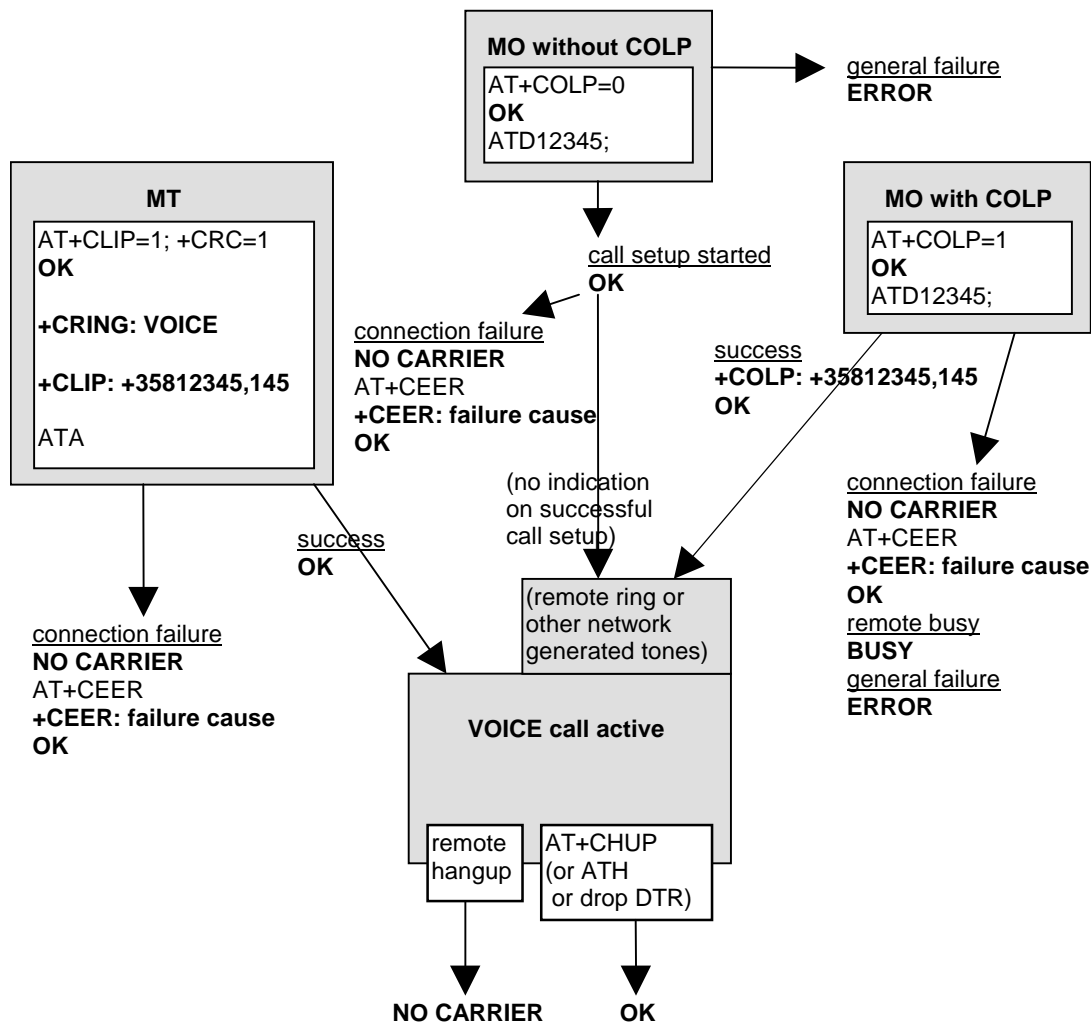 MO without COLP
AT+COLP=0
OK
ATD12345;
general failure
ERROR
MT
AT+CLIP=1; +CRC=1
OK
+CRING: VOICE
+CLIP: +35812345,145
ATA
MO with COLP
AT+COLP=1
OK
ATD12345;
call setup started
OK
connection failure
NO CARRIER
AT+CEER
+CEER: failure cause
OK
success
+COLP: +35812345,145
OK
(no indication
on successful
call setup)
success
OK
connection failure
NO CARRIER
AT+CEER
+CEER: failure cause
OK
remote busy
BUSY
general failure
ERROR
connection failure
NO CARRIER
AT+CEER
+CEER: failure cause
OK
(remote ring or
other network
generated tones)
VOICE call active
remote
hangup
AT+CHUP
(or ATH
or drop DTR)
NO CARRIER
OK